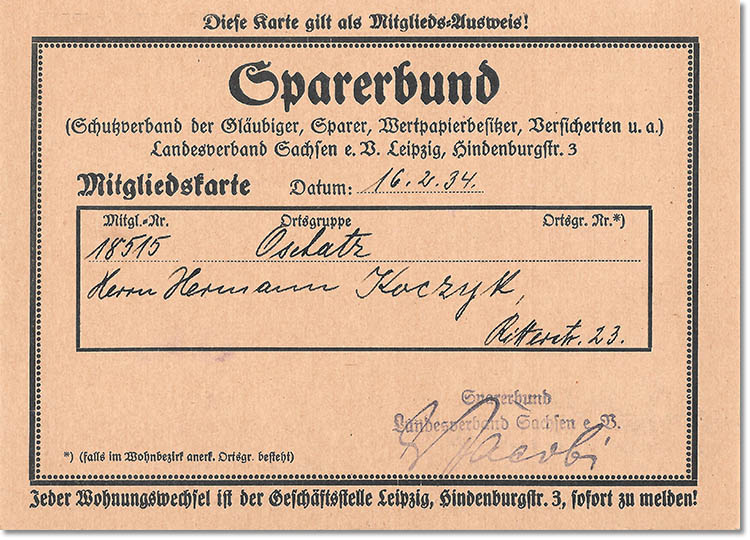 Diese Karte gilt als Mitglieds-Ausweis!
Sparerbund
(Schutzverband der Gläubiger, Sparer, Wertpapierbesitzer, Versicherten u. a.)
Landesverband Sachsen e. V. Leipzig, Hindenburgstr. 3
Mitgliedskarte Datum: 16.2.34.
Mitgl.-Nr. Ortsgruppe Ortsgr. Nr.*)
18515 Oschatz
Herrn Hermann Koczyk,
Ritterstr. 23.
Sparerbund
Landesverband Sachsen e. V.
Jacobi
*) (falls im Wohnbezirk anerk. Ortsgr. besteht)
Jeder Wohnungswechsel ist der Geschäftsstelle Leipzig, Hindenburgstr. 3, sofort zu melden!